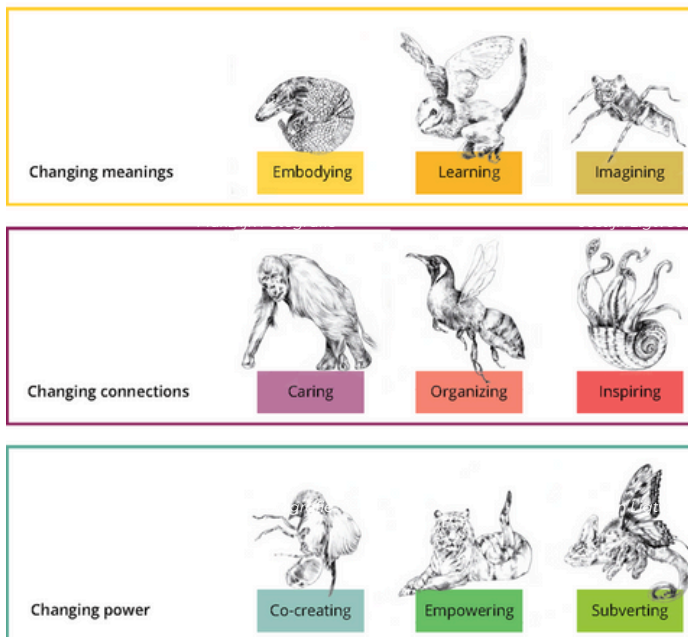 Embodying
Learning
Imagining
Changing meanings
Caring
Organizing
Inspiring
Changing connections
Co-creating
Empowering
Subverting
Changing power